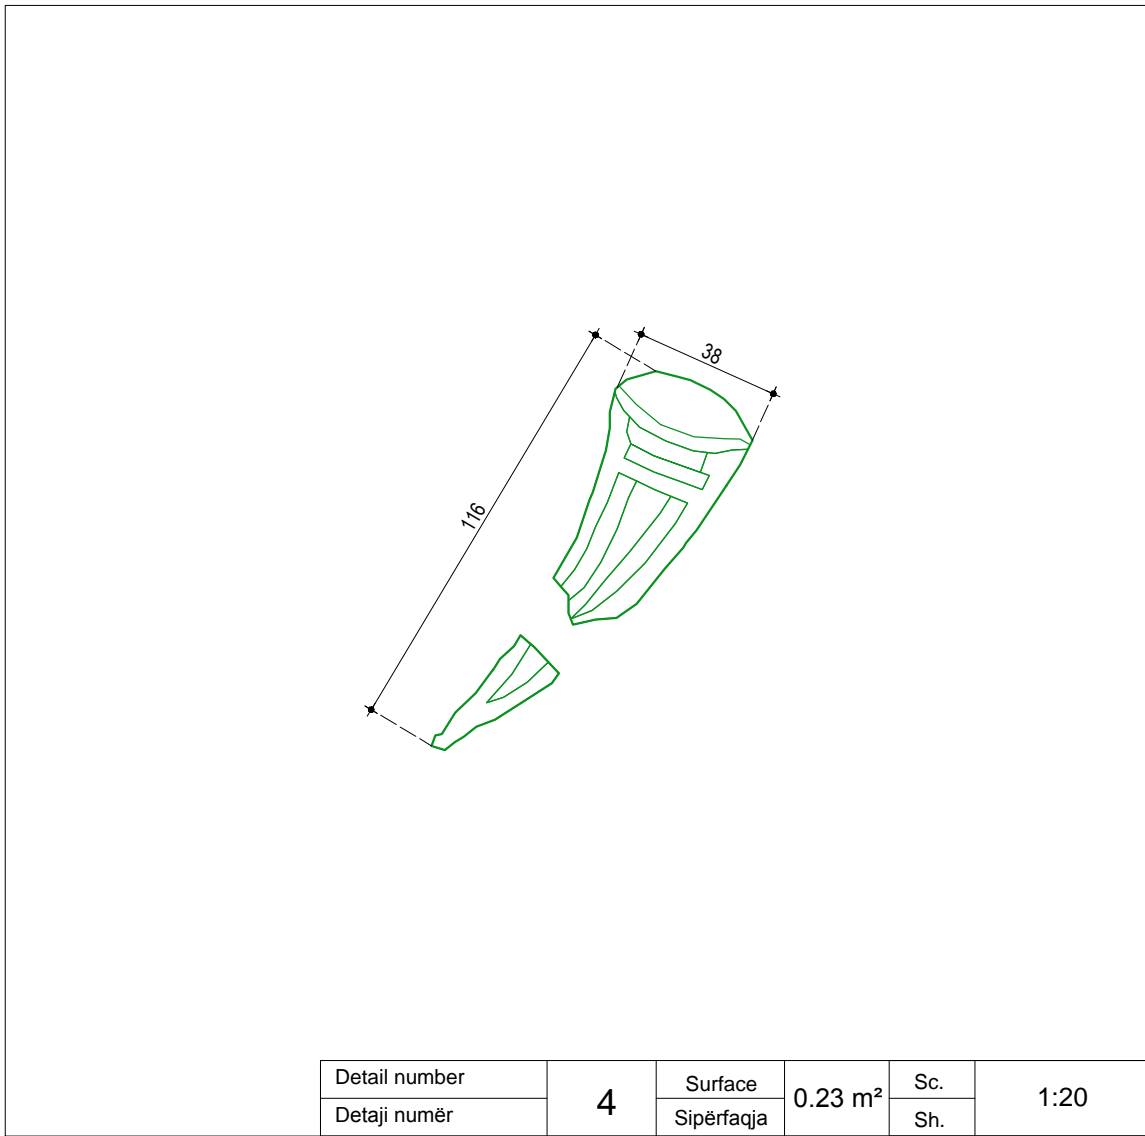 38
116
Detail number
Detaji numër
4
Surface
Sipërfaqja
0.23 m²
Sc.
Sh.
1:20